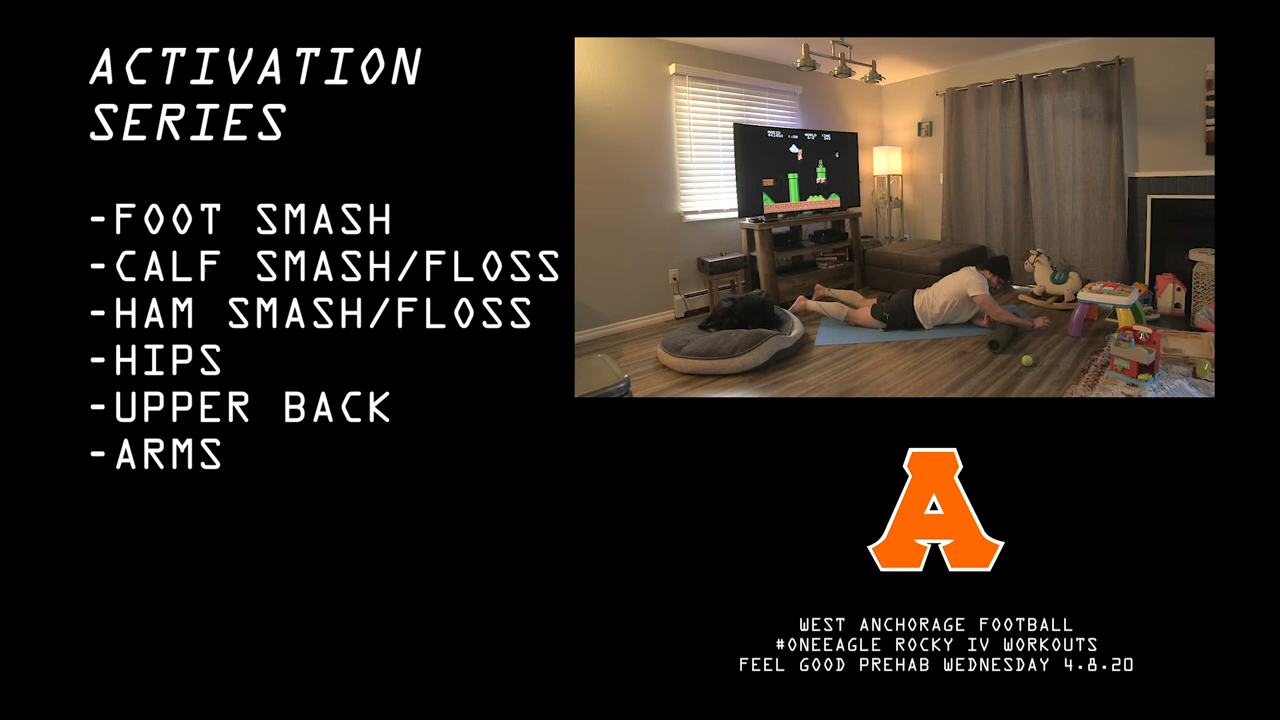 ACTIVATION
SERIES
-FOOT SMASH
-CALF SMASH/FLOSS
-HAM SMASH/FLOSS
-HIPS
-UPPER BACK
-ARMS
A
WEST ANCHORAGE FOOTBALL
#ONEEAGLE ROCKY IV WORKOUTS
FEEL GOOD PREHAB WEDNESDAY 4.8.20